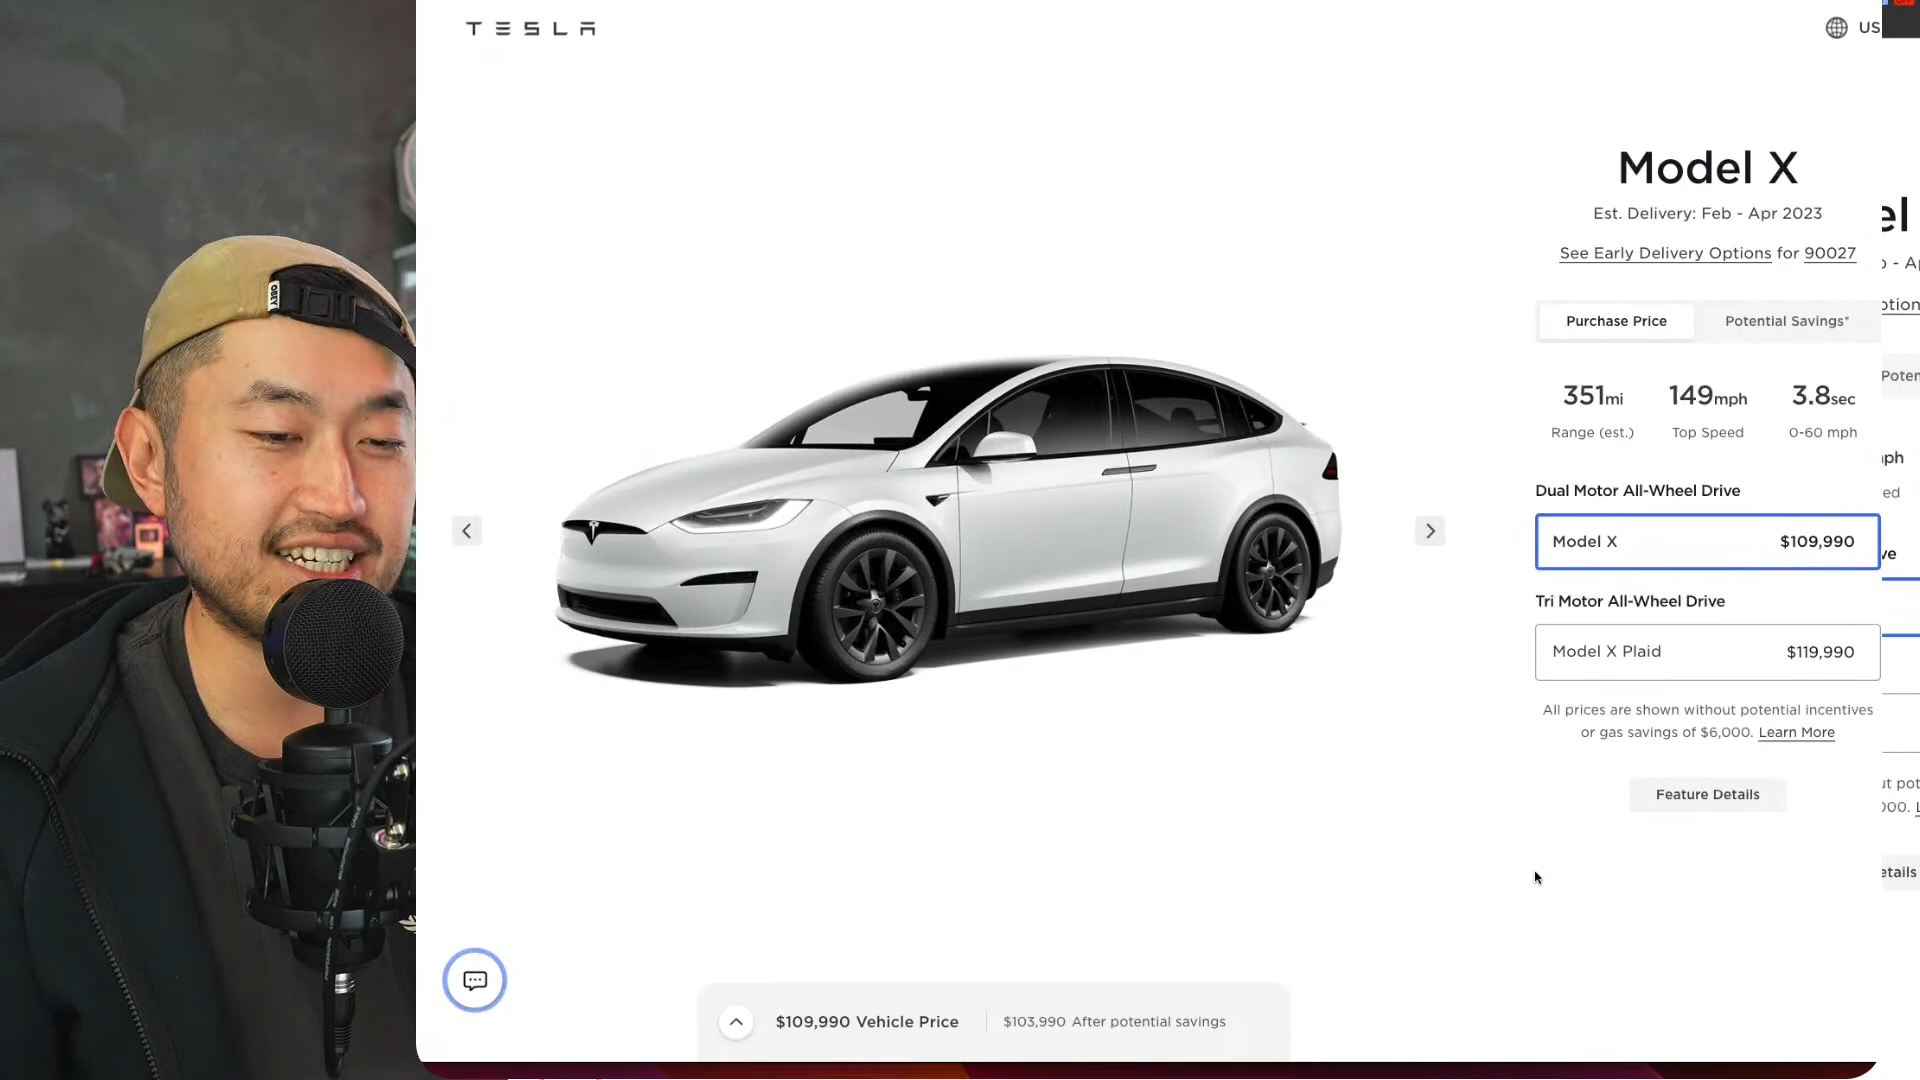 TESLA
US
Model X
Est. Delivery: Feb - Apr 2023
See Early Delivery Options for 90027
Purchase Price
Potential Savings*
351mi
Range (est.)
149mph
Top Speed
3.8sec
0-60 mph
Dual Motor All-Wheel Drive
Model X $109,990
Tri Motor All-Wheel Drive
Model X Plaid $119,990
All prices are shown without potential incentives
or gas savings of $6,000. Learn More
Feature Details
$109,990 Vehicle Price
$103,990 After potential savings
OBEY